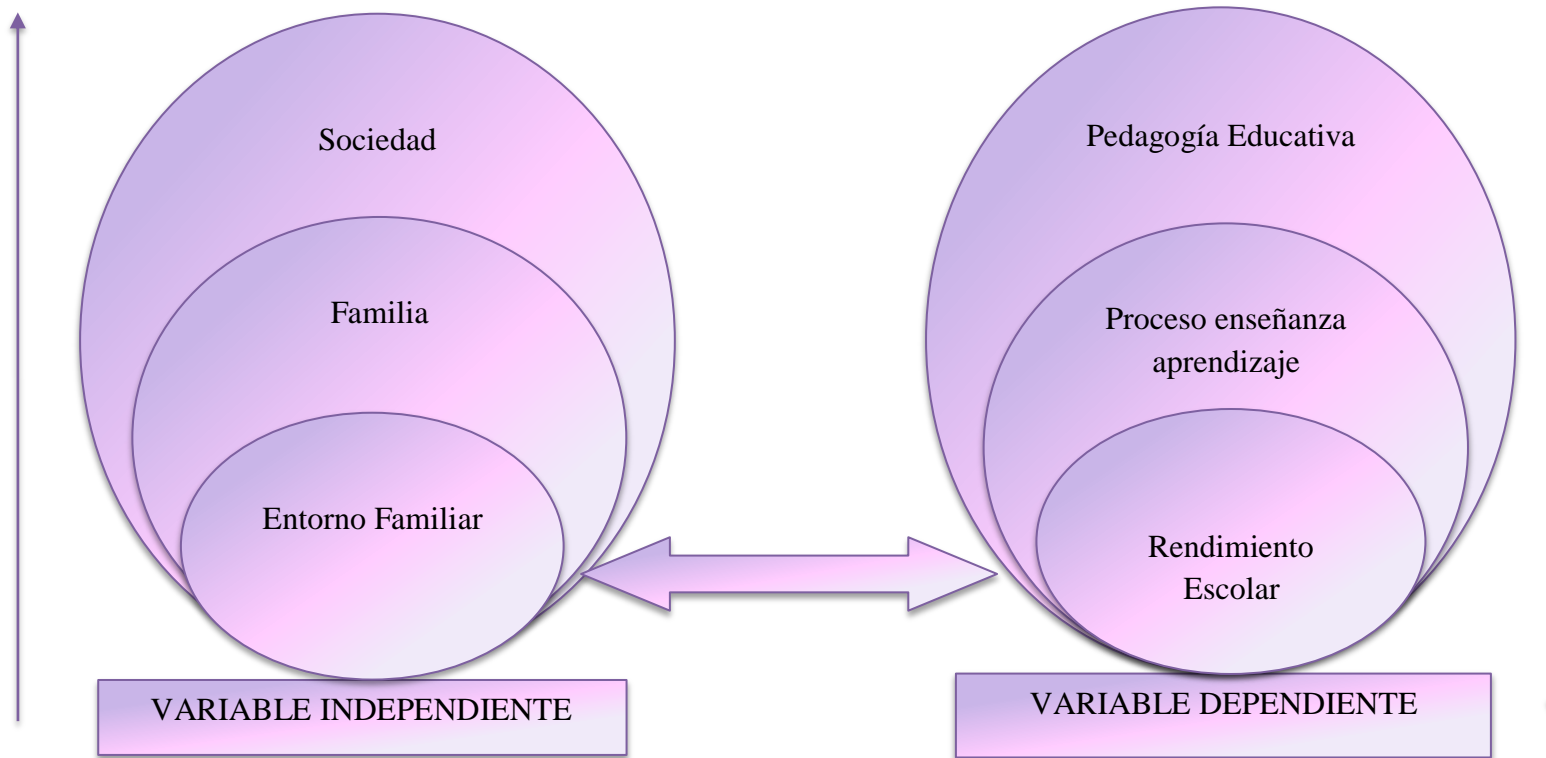 Sociedad
Familia
Entorno Familiar
VARIABLE INDEPENDIENTE
Pedagogía Educativa
Proceso enseñanza
aprendizaje
Rendimiento
Escolar
VARIABLE DEPENDIENTE